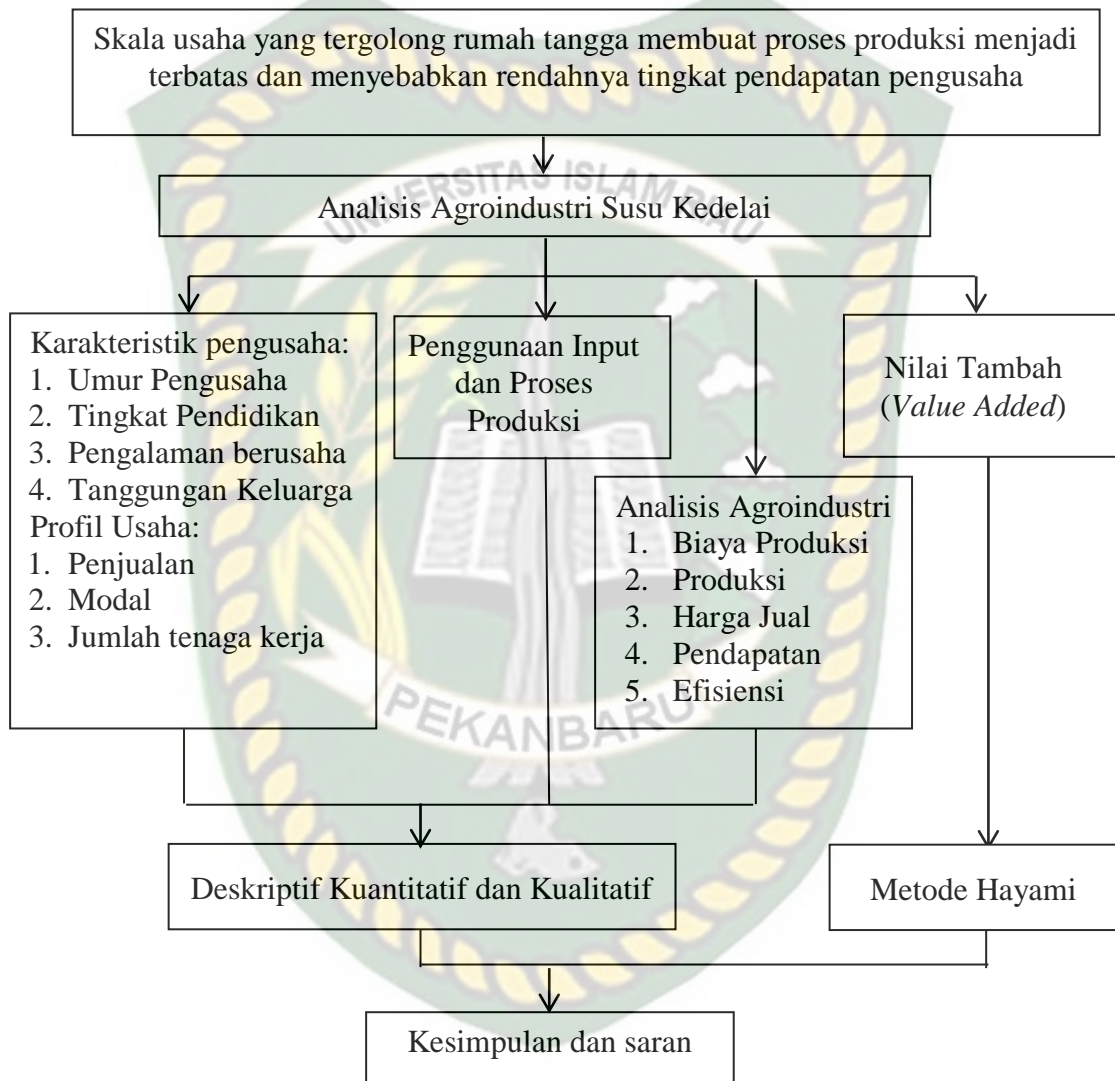 Skala usaha yang tergolong rumah tangga membuat proses produksi menjadi
terbatas dan menyebabkan rendahnya tingkat pendapatan pengusaha
UNIVERSITAS ISLAM RIAU
Analisis Agroindustri Susu Kedelai
Karakteristik pengusaha:
1. Umur Pengusaha
2. Tingkat Pendidikan
3. Pengalaman berusaha
4. Tanggungan Keluarga
Profil Usaha:
1. Penjualan
2. Modal
3. Jumlah tenaga kerja
Penggunaan Input
dan Proses
Produksi
Analisis Agroindustri
1. Biaya Produksi
2. Produksi
3. Harga Jual
4. Pendapatan
5. Efisiensi
Nilai Tambah
(Value Added)
PEKANBARU
Deskriptif Kuantitatif dan Kualitatif
Metode Hayami
Kesimpulan dan saran